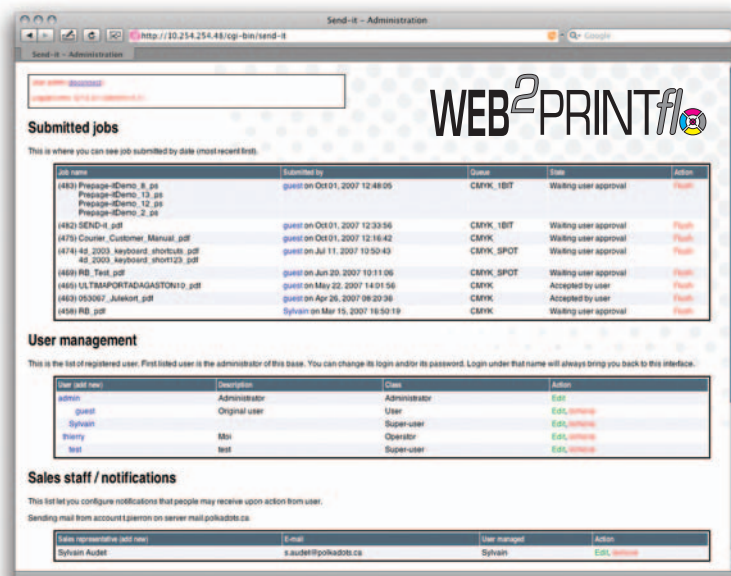 Send-it – Administration
http://10.254.254.48/cgi-bin/send-it
Google
Send-it – Administration
WEB2PRINTflo
Submitted jobs
This is where you can see job submitted by date (most recent first).
Job name Submitted by Queue State Action
(483) Prepage-itDemo_8_ps guest on Oct 01, 2007 12:48:05 CMYK_1BIT Waiting user approval Flush
Prepage-itDemo_13_ps
Prepage-itDemo_12_ps
Prepage-itDemo_2_ps
(482) SEND-it_pdf guest on Oct 01, 2007 12:33:56 CMYK_1BIT Waiting user approval Flush
(475) Courier_Customer_Manual_pdf guest on Oct 01, 2007 12:16:42 CMYK Waiting user approval Flush
(474) 4d_2003_keyboard_shortcuts_pdf guest on Jul 11, 2007 10:50:43 CMYK_SPOT Waiting user approval Flush
4d_2003_keyboard_short123_pdf
(469) RB_Test_pdf guest on Jun 20, 2007 10:11:06 CMYK_SPOT Waiting user approval Flush
(465) ULTIMAPORTADAGASTON10_pdf guest on May 22, 2007 14:01:56 CMYK Accepted by user Flush
(463) 053067_Julekort_pdf guest on Apr 26, 2007 08:20:36 CMYK Accepted by user Flush
(458) RB_pdf Sylvain on Mar 15, 2007 16:50:19 CMYK Waiting user approval Flush
User management
This is the list of registered user. First listed user is the administrator of this base. You can change its login and/or its password. Login under that name will always bring you back to this interface.
User (add new) Description Class Action
admin Administrator Administrator Edit
guest Original user User Edit, remove
Sylvain Super-user Edit, remove
thierry Moi Operator Edit, remove
test test Super-user Edit, remove
Sales staff / notifications
This list let you configure notifications that people may receive upon action from user.
Sending mail from account t.pierron on server mail.polkadots.ca
Sales representative (add new) E-mail User managed Action
Sylvain Audet s.audet@polkadots.ca Sylvain Edit, remove